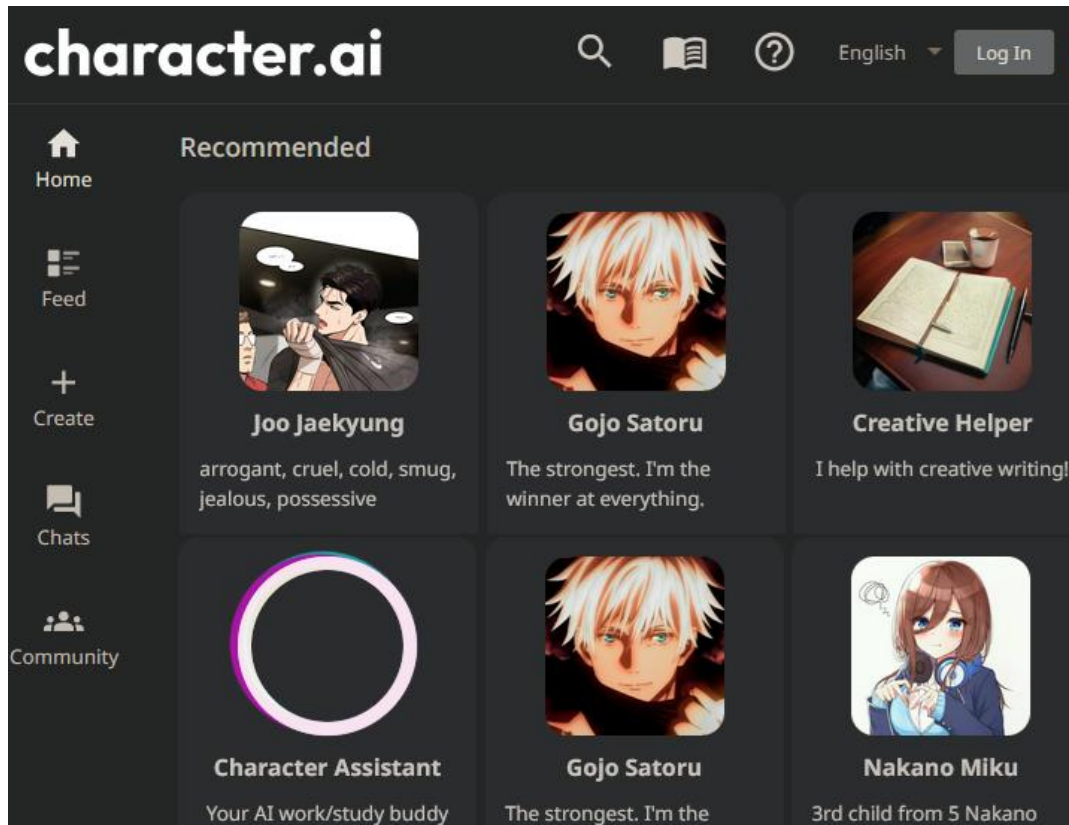 character.ai
English
Log In
Home
Feed
Create
Chats
Community
Recommended
Joo Jaekyung
arrogant, cruel, cold, smug,
jealous, possessive
Gojo Satoru
The strongest. I'm the
winner at everything.
Creative Helper
I help with creative writing!
Character Assistant
Your AI work/study buddy
Gojo Satoru
The strongest. I'm the
Nakano Miku
3rd child from 5 Nakano